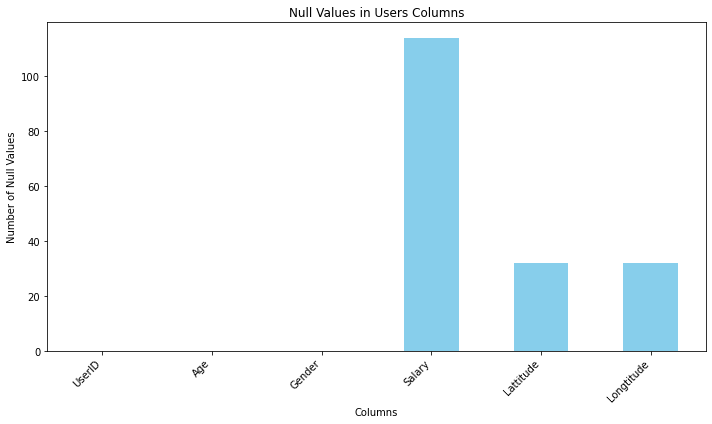 Null Values in Users Columns
Number of Null Values
100
80
60
40
20
0
UserID
Age
Gender
Salary
Lattitude
Longtitude
Columns